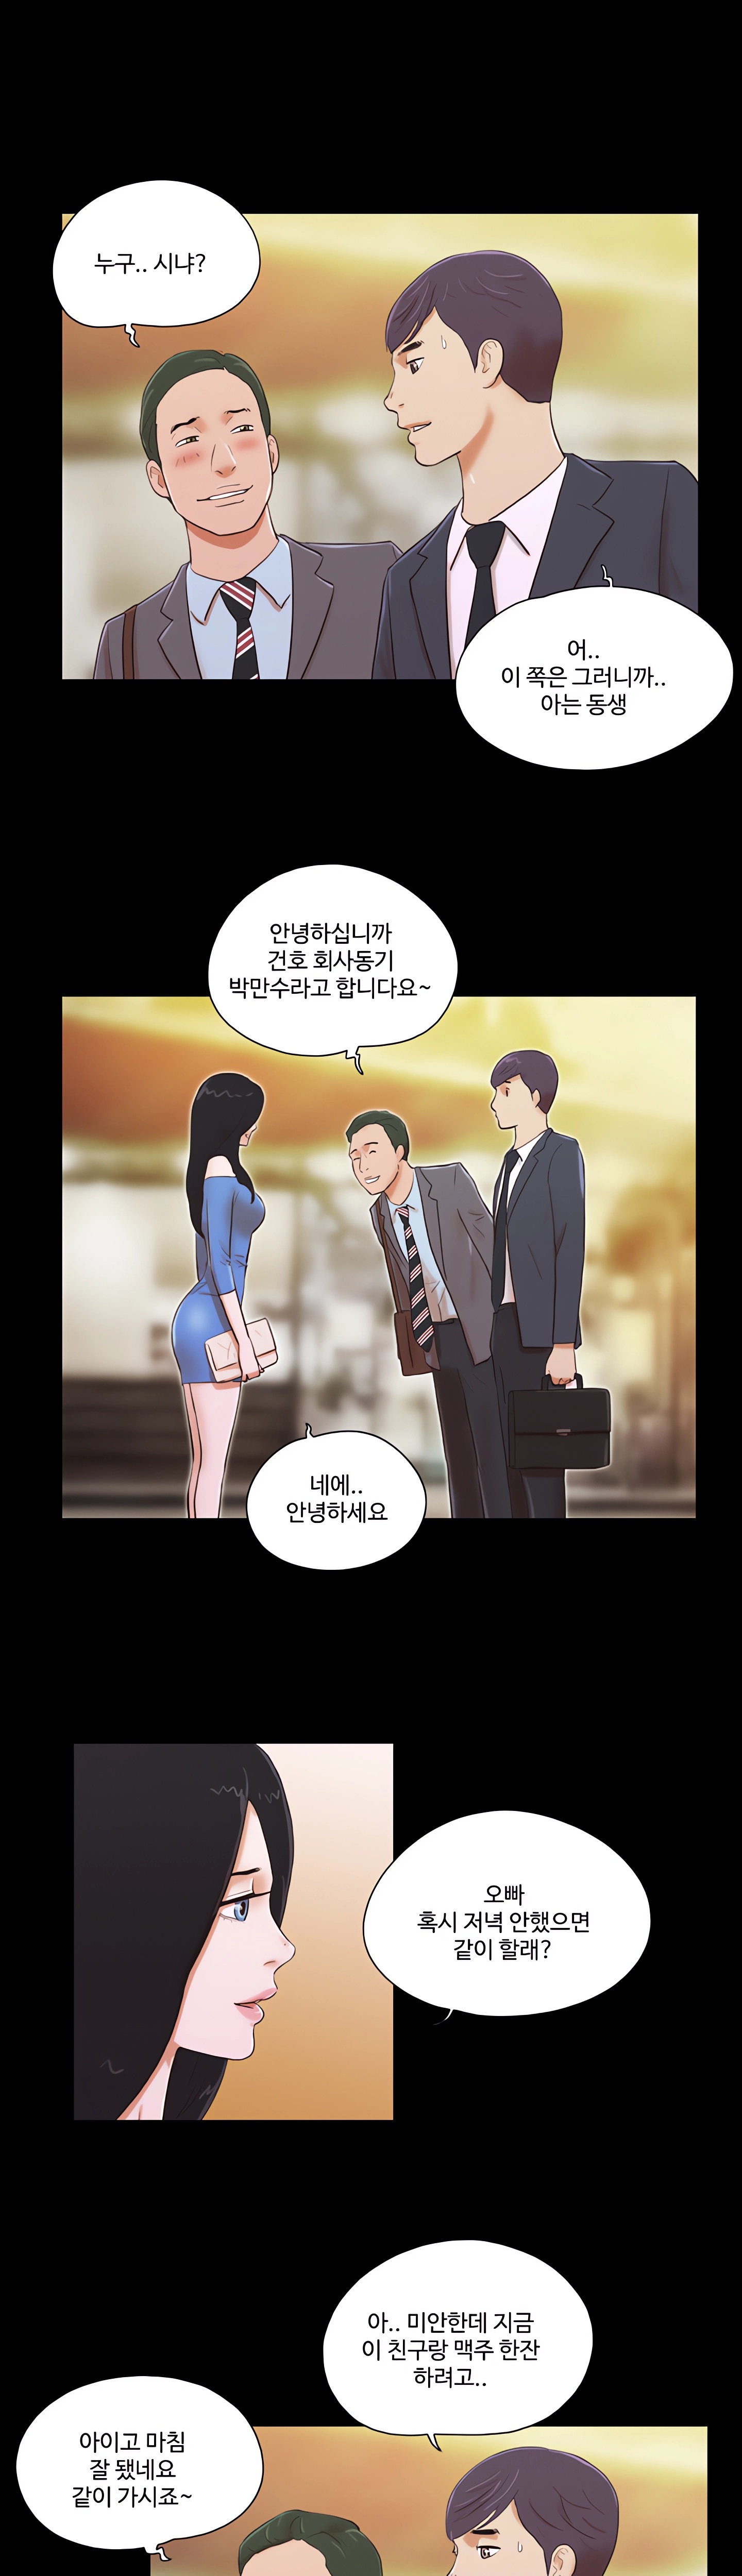 누구.. 시냐?
어..
이 쪽은 그러니까..
아는 동생
안녕하십니까
건호 회사동기
박만수라고 합니다요~
네에..
안녕하세요
오빠
혹시 저녁 안했으면
같이 할래?
아.. 미안한데 지금
이 친구랑 맥주 한잔
하려고..
아이고 마침
잘 됐네요
같이 가시죠~